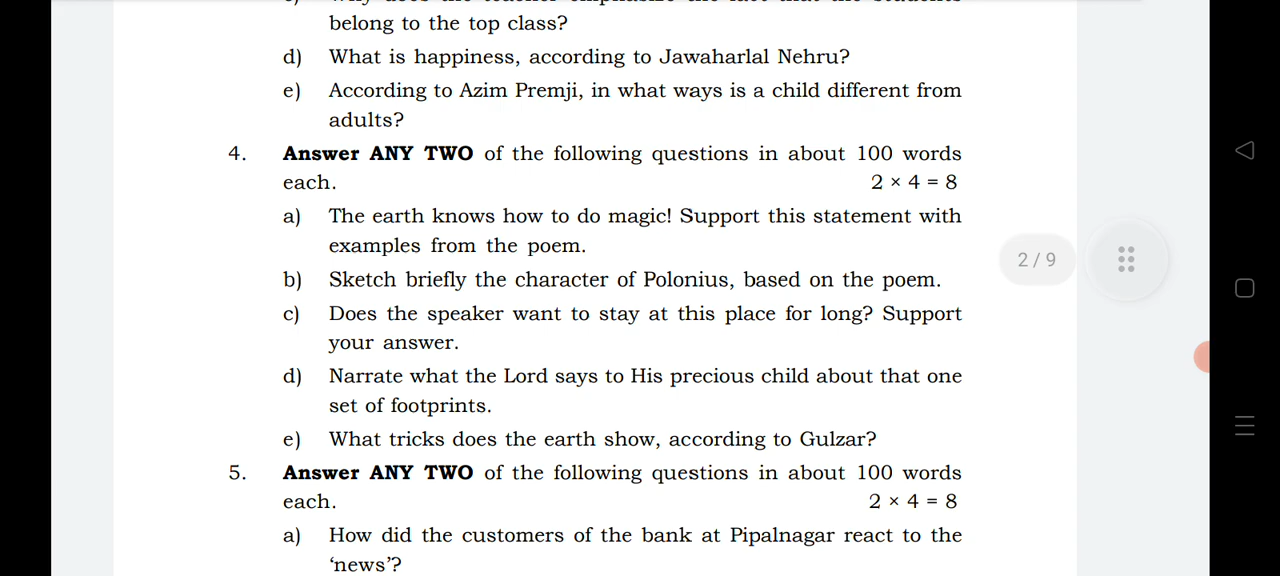 belong to the top class?
d) What is happiness, according to Jawaharlal Nehru?
e) According to Azim Premji, in what ways is a child different from
adults?
4. Answer ANY TWO of the following questions in about 100 words
each. 2 × 4 = 8
a) The earth knows how to do magic! Support this statement with
examples from the poem.
b) Sketch briefly the character of Polonius, based on the poem.
c) Does the speaker want to stay at this place for long? Support
your answer.
d) Narrate what the Lord says to His precious child about that one
set of footprints.
e) What tricks does the earth show, according to Gulzar?
5. Answer ANY TWO of the following questions in about 100 words
each. 2 × 4 = 8
a) How did the customers of the bank at Pipalnagar react to the
‘news’?
2 / 9